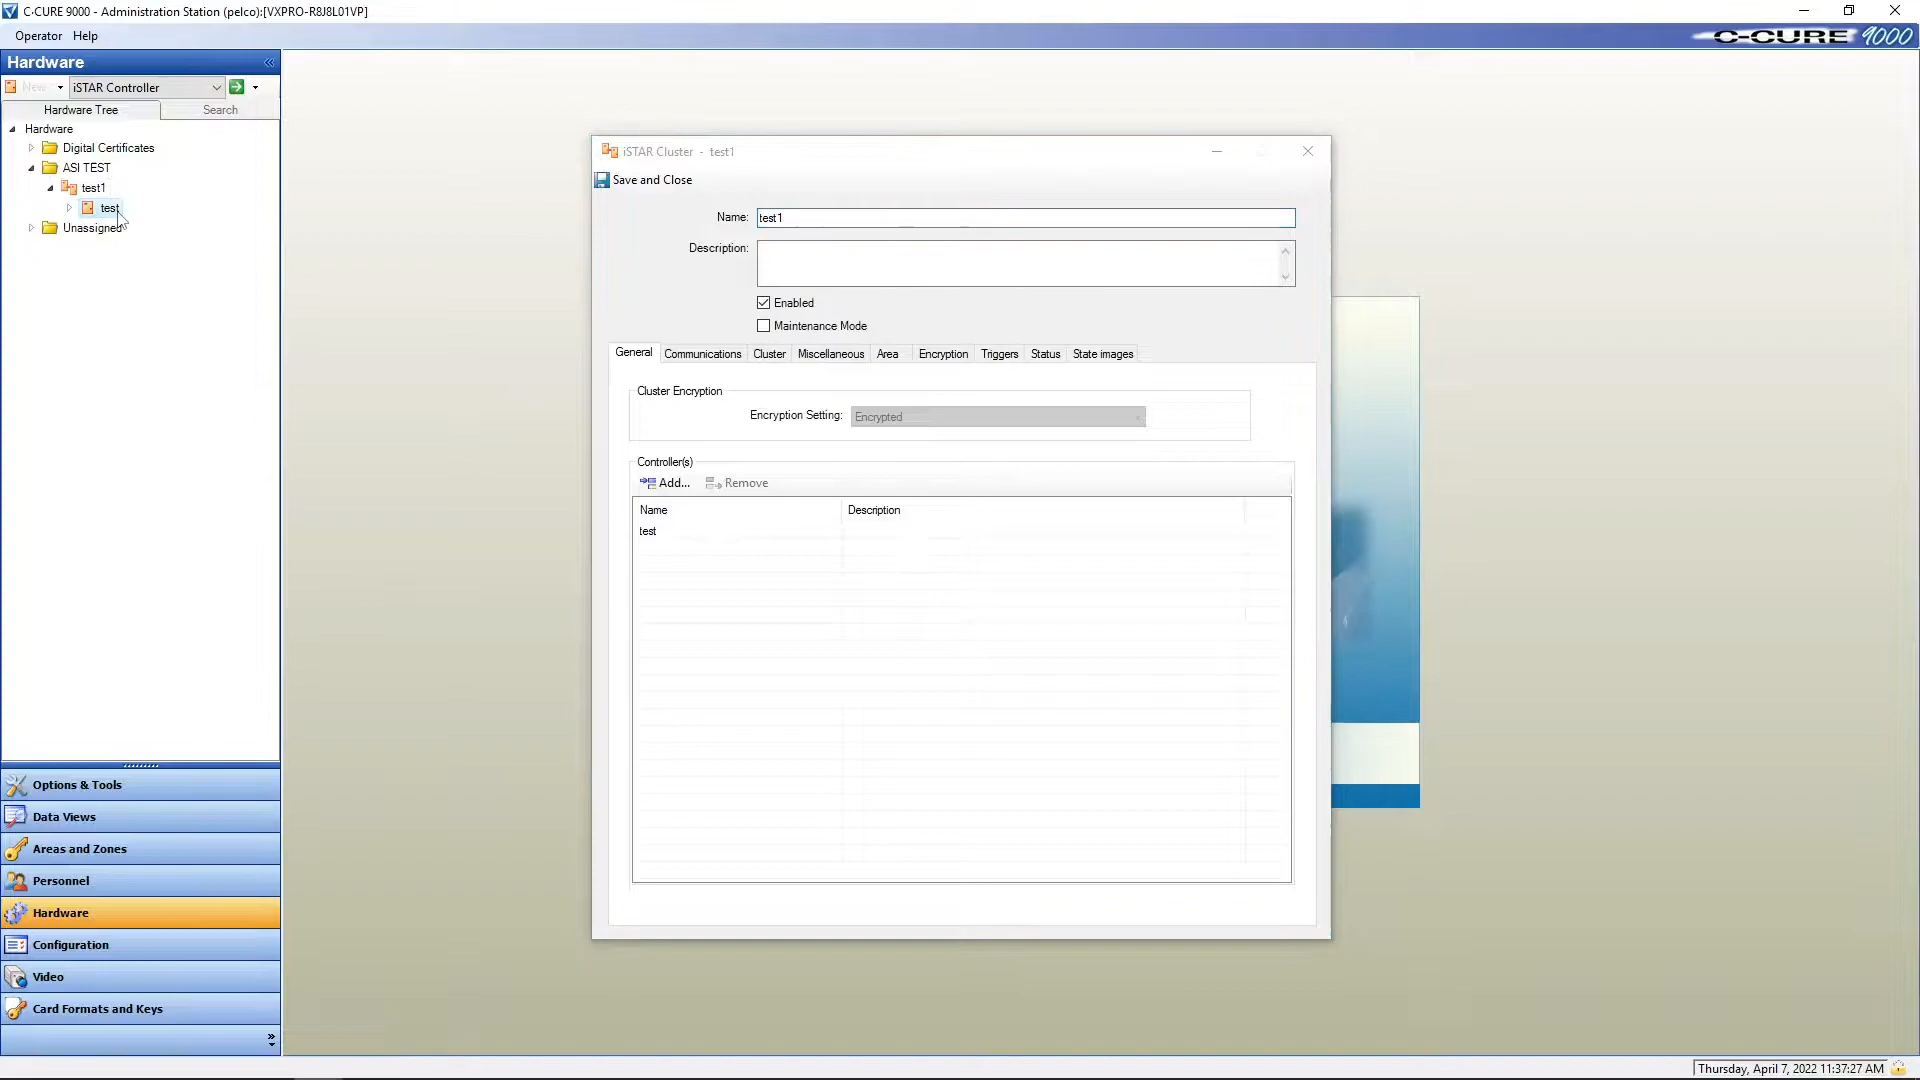 C·CURE 9000 - Administration Station (pelco):[VXPRO-R8J8L01VP]
Operator Help
C-CURE 9000
Hardware
New iSTAR Controller
Hardware Tree Search
Hardware
Digital Certificates
ASI TEST
test1
test
Unassigned
iSTAR Cluster - test1
Save and Close
Name: test1
Description:
Enabled
Maintenance Mode
General Communications Cluster Miscellaneous Area Encryption Triggers Status State images
Cluster Encryption
Encryption Setting: Encrypted
Controller(s)
Add... Remove
Name Description
test
Options & Tools
Data Views
Areas and Zones
Personnel
Hardware
Configuration
Video
Card Formats and Keys
Thursday, April 7, 2022 11:37:27 AM